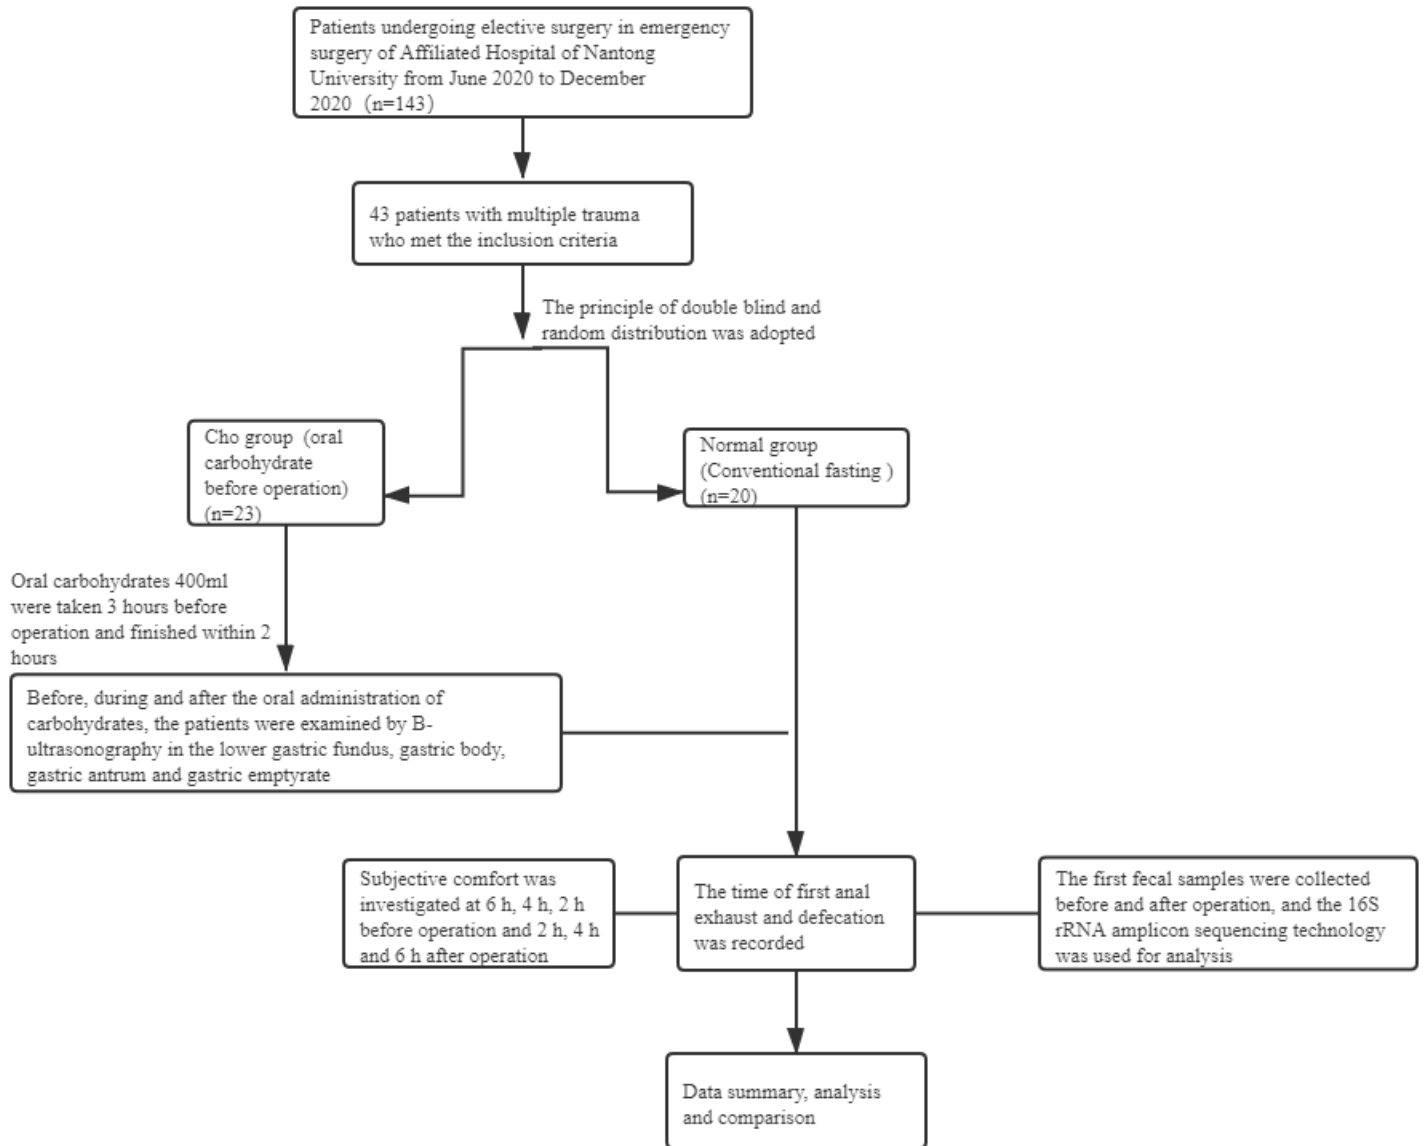 Patients undergoing elective surgery in emergency
surgery of Affiliated Hospital of Nantong
University from June 2020 to December
2020（n=143）
43 patients with multiple trauma
who met the inclusion criteria
The principle of double blind and
random distribution was adopted
Cho group（oral
carbohydrate
before operation)
(n=23)
Normal group
(Conventional fasting )
(n=20)
Oral carbohydrates 400ml
were taken 3 hours before
operation and finished within 2
hours
Before, during and after the oral administration of
carbohydrates, the patients were examined by B-
ultrasonography in the lower gastric fundus, gastric body,
gastric antrum and gastric emptyrate
Subjective comfort was
investigated at 6 h, 4 h, 2 h
before operation and 2 h, 4 h
and 6 h after operation
The time of first anal
exhaust and defecation
was recorded
The first fecal samples were collected
before and after operation, and the 16S
rRNA amplicon sequencing technology
was used for analysis
Data summary, analysis
and comparison